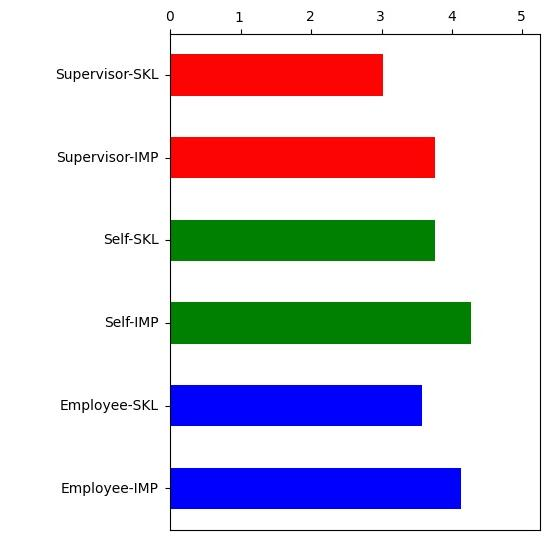 0 1 2 3 4 5
Supervisor-SKL
Supervisor-IMP
Self-SKL
Self-IMP
Employee-SKL
Employee-IMP